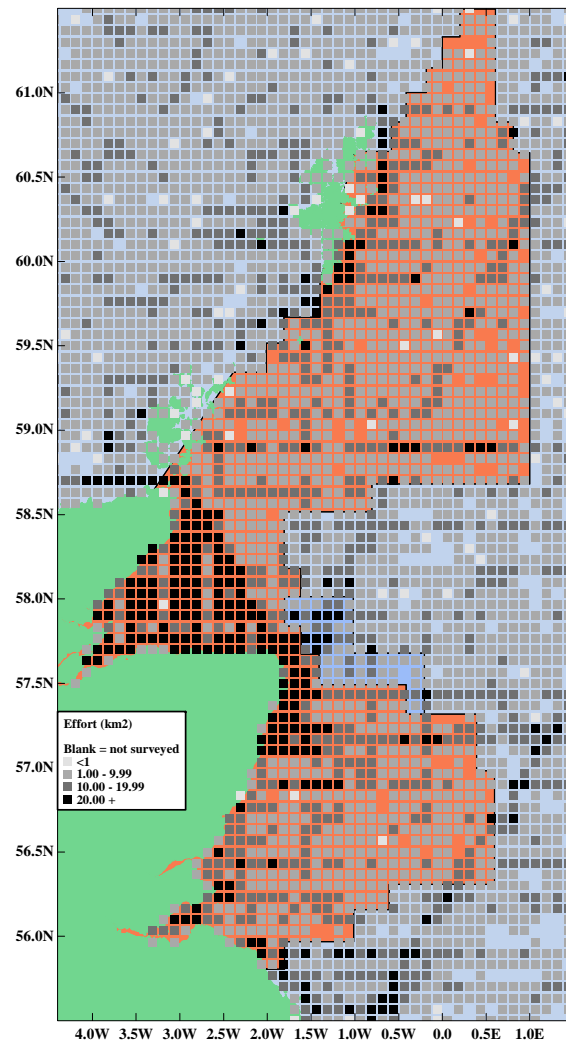 61.0N
60.5N
60.0N
59.5N
59.0N
58.5N
58.0N
57.5N
Effort (km2)
Blank = not surveyed
<1
1.00 - 9.99
10.00 - 19.99
20.00 +
57.0N
56.5N
56.0N
4.0W 3.5W 3.0W 2.5W 2.0W 1.5W 1.0W 0.5W 0.0 0.5E 1.0E